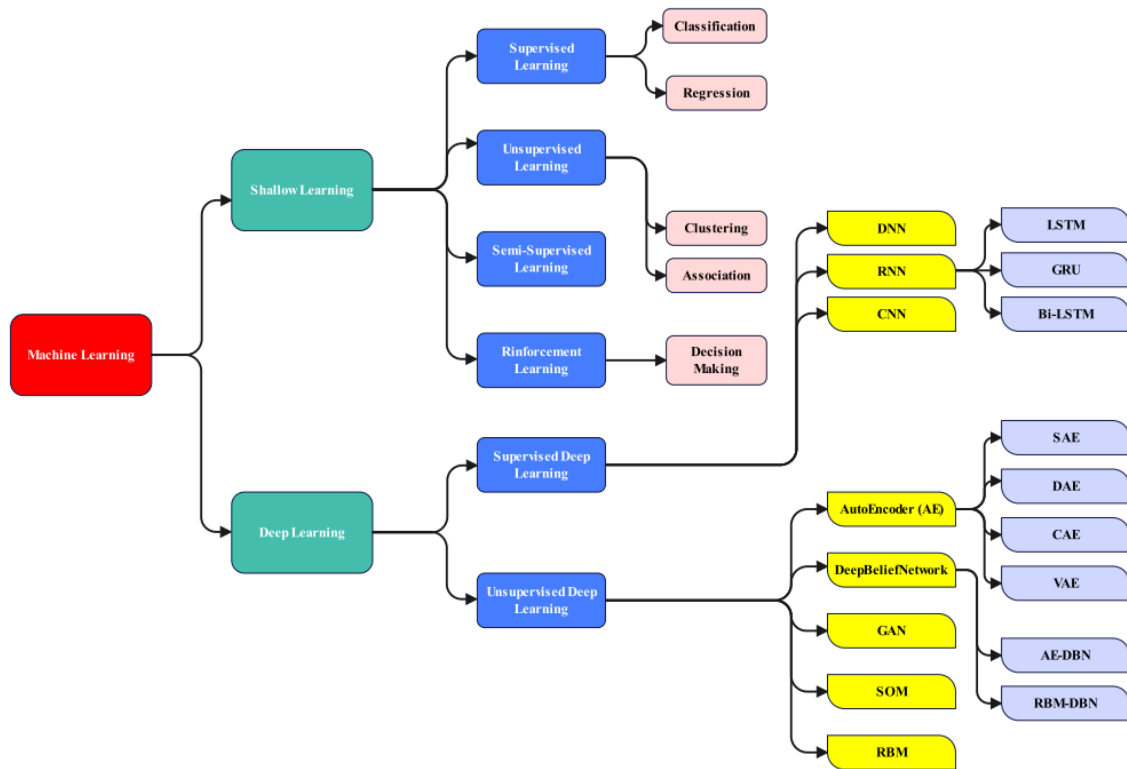 Machine Learning
Shallow Learning
Deep Learning
Supervised
Learning
Unsupervised
Learning
Semi-Supervised
Learning
Rinforcement
Learning
Supervised Deep
Learning
Unsupervised Deep
Learning
Classification
Regression
Clustering
Association
Decision
Making
DNN
RNN
CNN
AutoEncoder (AE)
DeepBeliefNetwork
GAN
SOM
RBM
LSTM
GRU
Bi-LSTM
SAE
DAE
CAE
VAE
AE-DBN
RBM-DBN